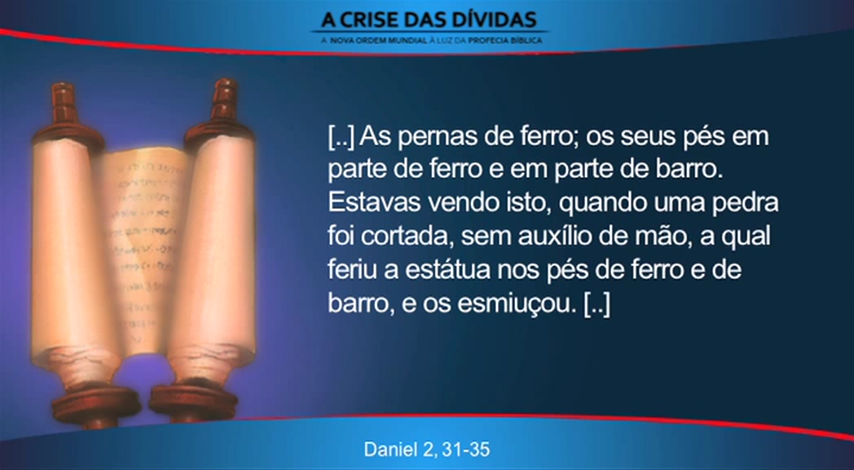 A CRISE DAS DÍVIDAS
A NOVA ORDEM MUNDIAL À LUZ DA PROFECIA BÍBLICA
[..] As pernas de ferro; os seus pés em
parte de ferro e em parte de barro.
Estavas vendo isto, quando uma pedra
foi cortada, sem auxílio de mão, a qual
feriu a estátua nos pés de ferro e de
barro, e os esmiuçou. [..]
Daniel 2, 31-35